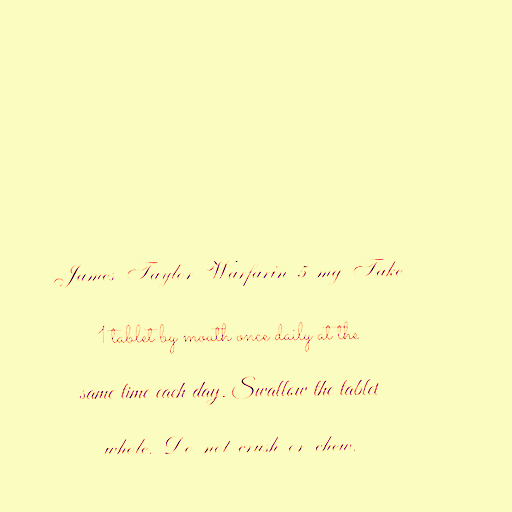 James Taylor Warfarin 5 mg Take
1 tablet by mouth once daily at the
same time each day. Swallow the tablet
whole. Do not crush or chew.